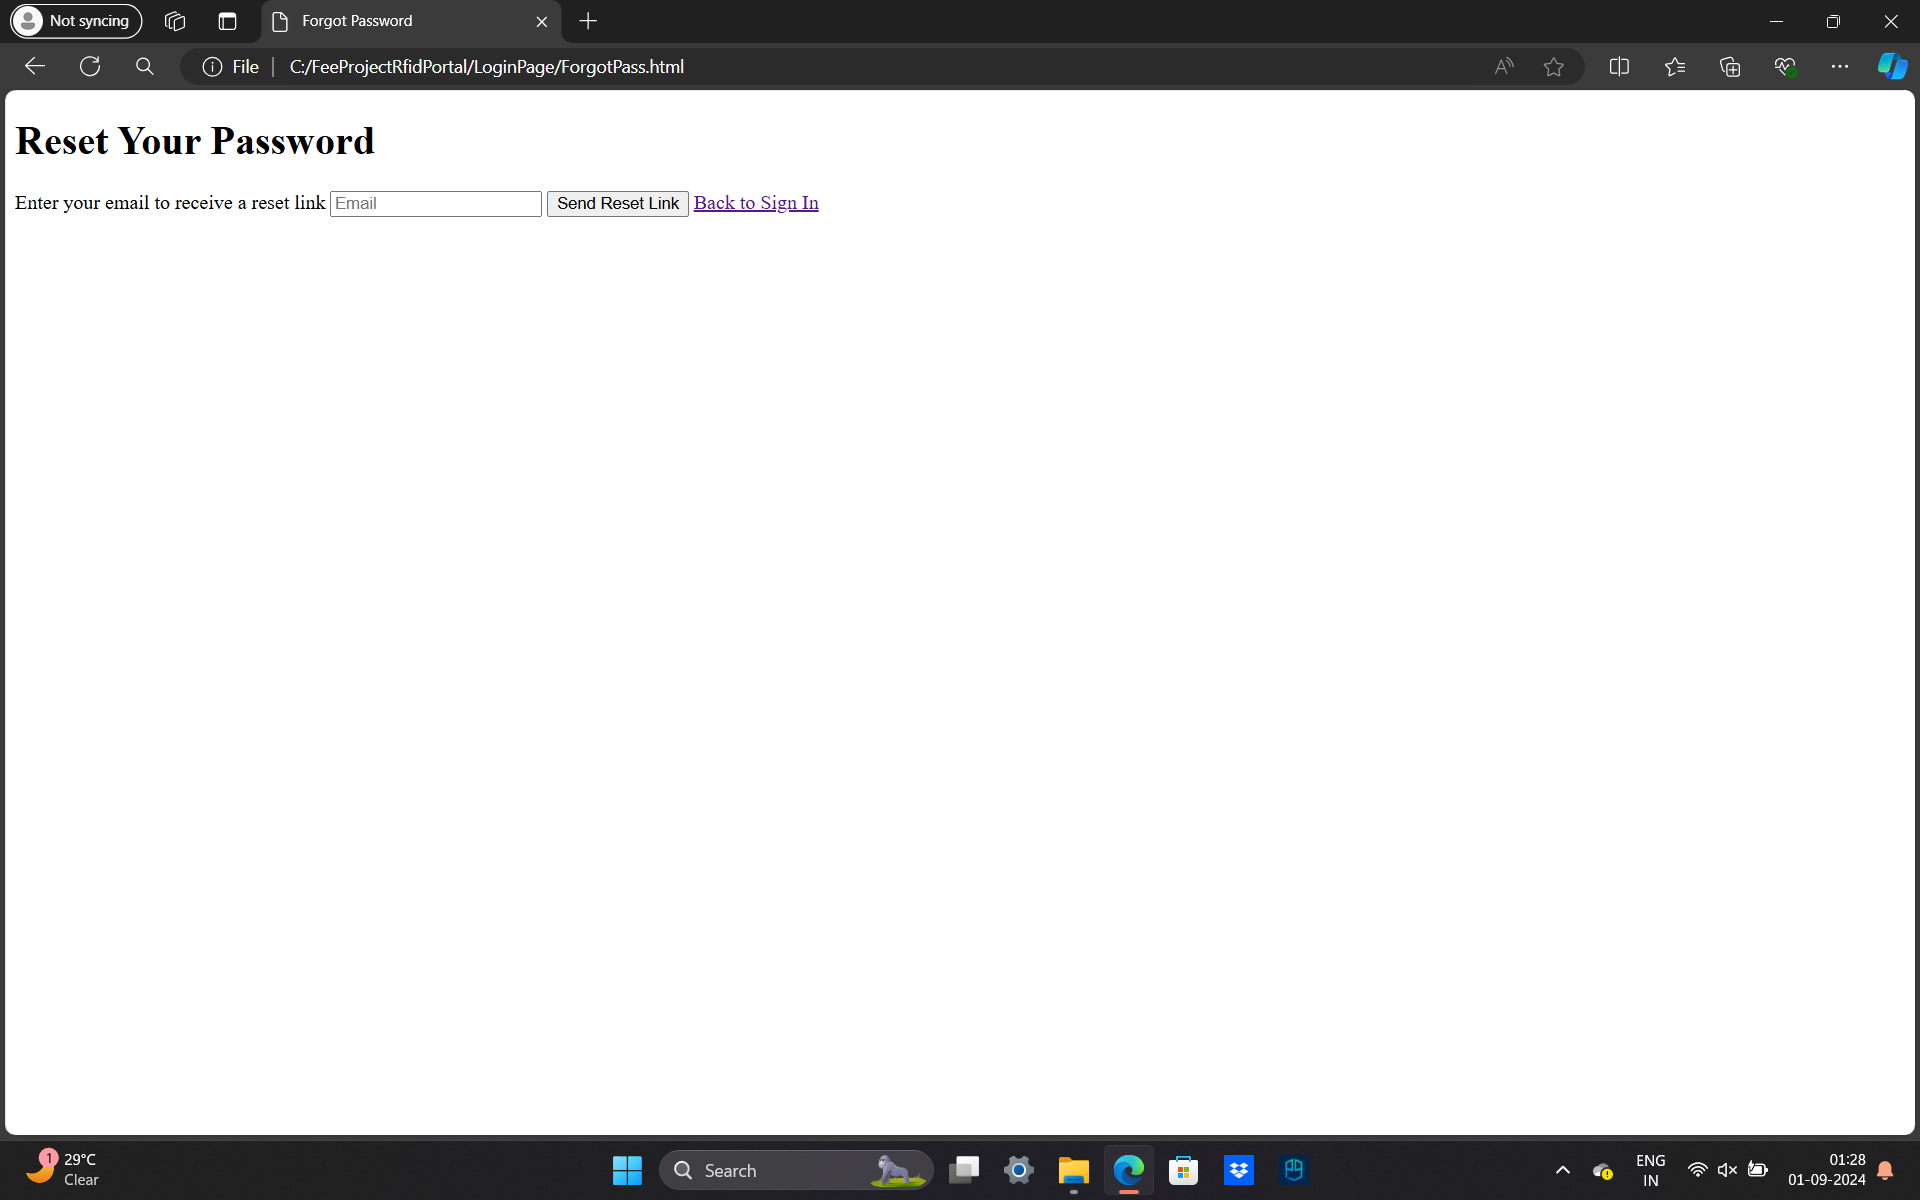 Not syncing
Forgot Password
File
C:/FeeProjectRfidPortal/LoginPage/ForgotPass.html
Reset Your Password
Enter your email to receive a reset link Email Send Reset Link Back to Sign In
1
29°C
Clear
Search
ENG
IN
01:28
01-09-2024